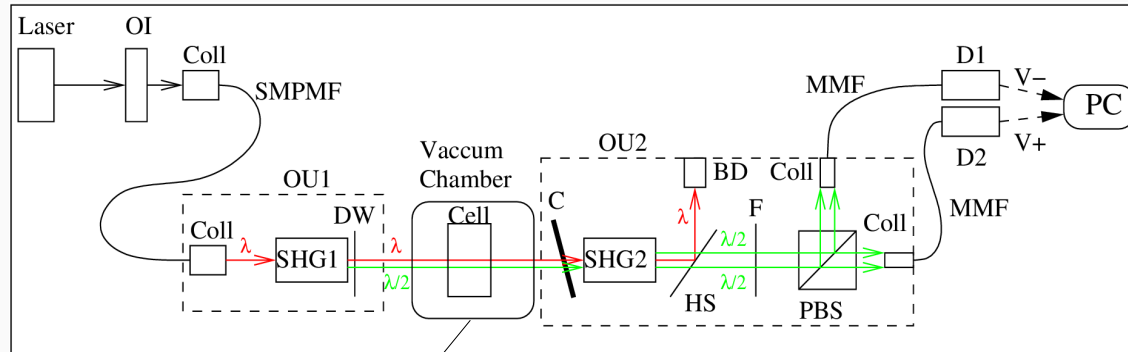 Laser
OI
Coll
SMPMF
OU1
Coll
λ
SHG1
DW
λ
λ/2
Vaccum
Chamber
Cell
OU2
C
SHG2
λ
BD
HS
λ/2
λ/2
F
PBS
Coll
Coll
MMF
MMF
D1
D2
V−
V+
PC